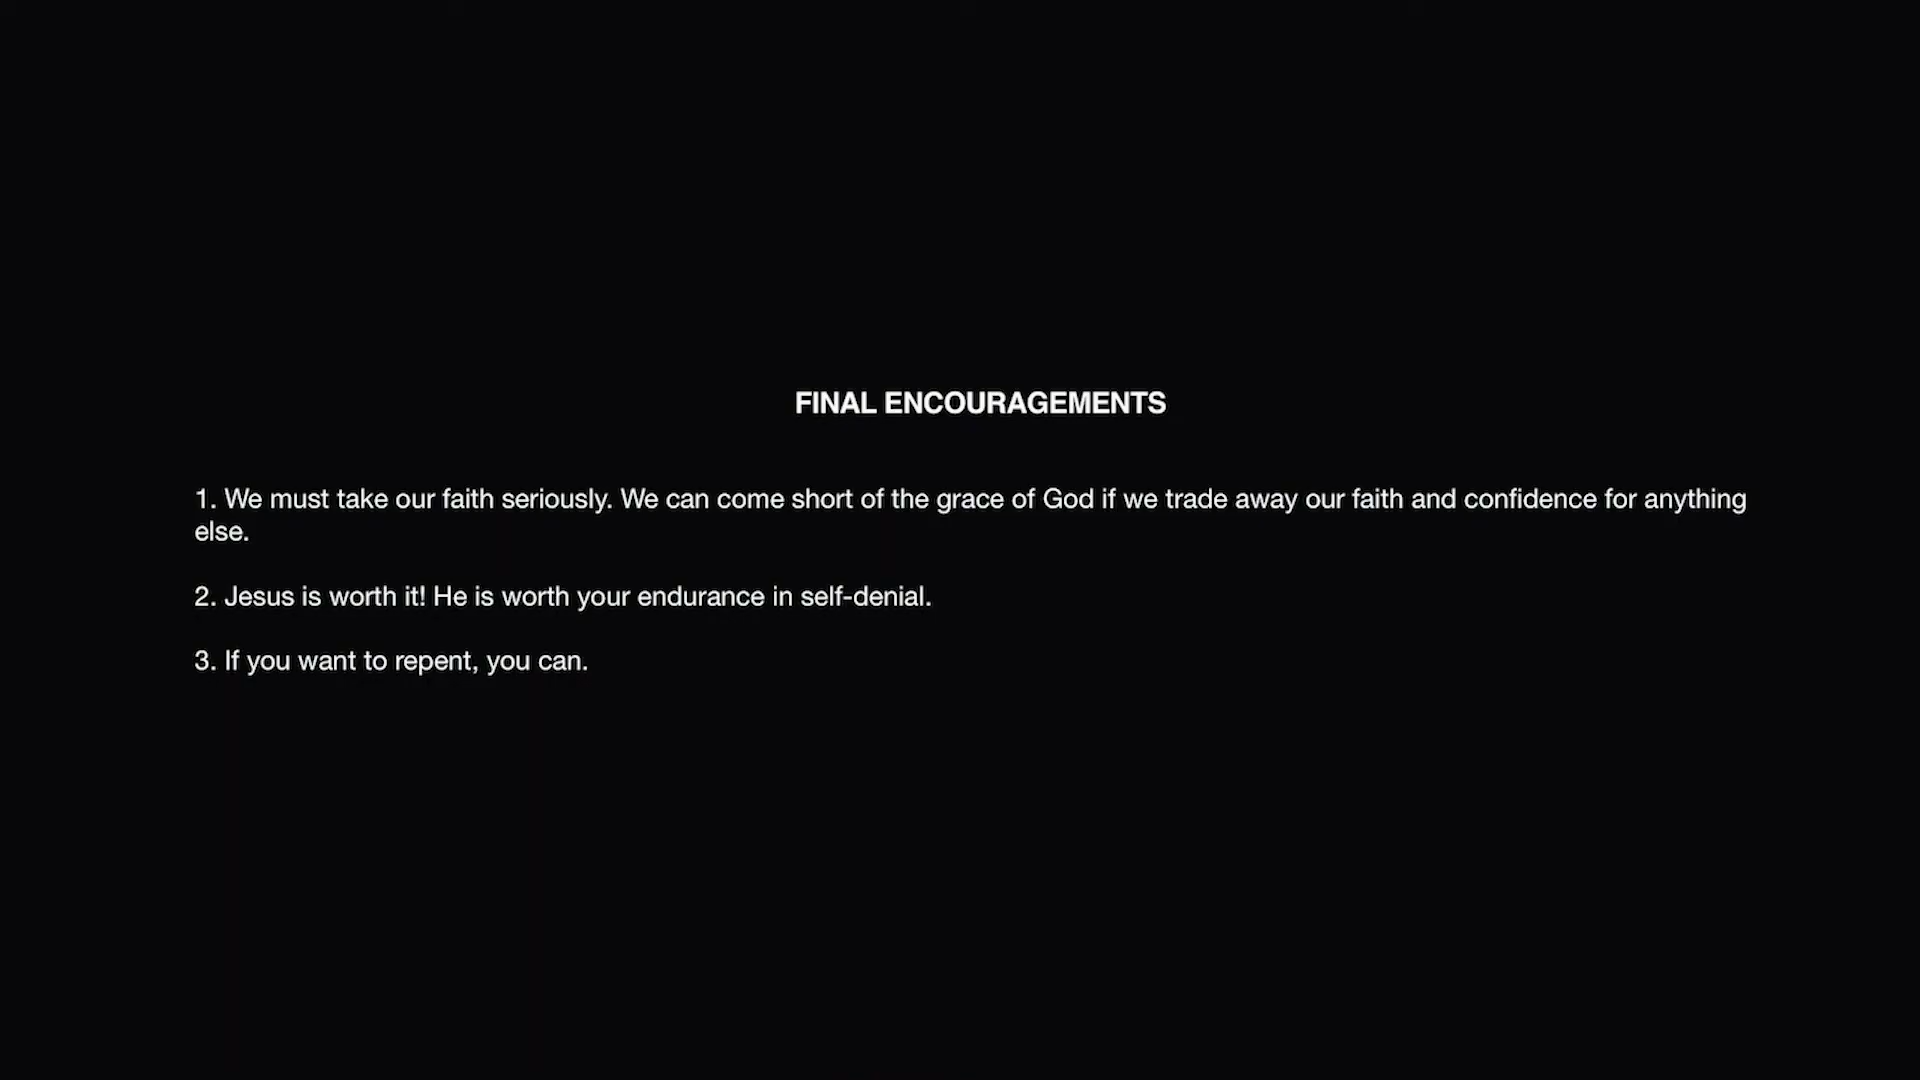 FINAL ENCOURAGEMENTS
1. We must take our faith seriously. We can come short of the grace of God if we trade away our faith and confidence for anything
else.
2. Jesus is worth it! He is worth your endurance in self-denial.
3. If you want to repent, you can.